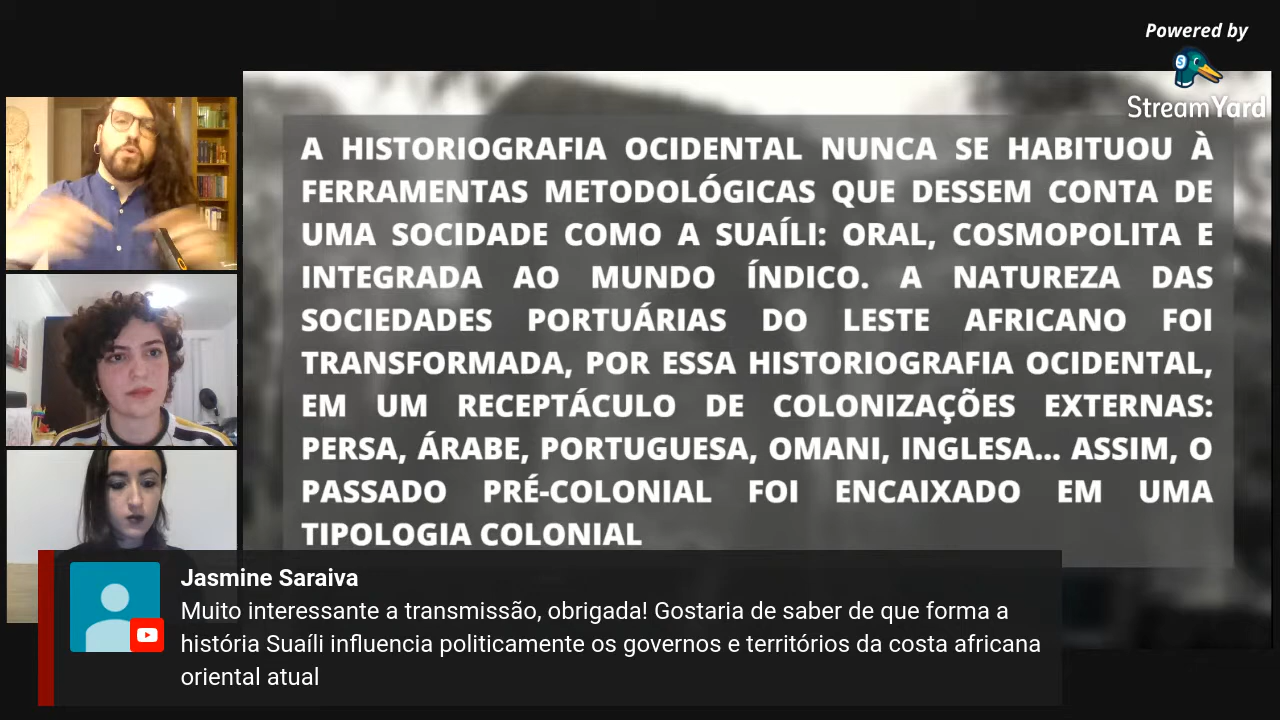 Powered by
StreamYard
A HISTORIOGRAFIA OCIDENTAL NUNCA SE HABITUOU À
FERRAMENTAS METODOLÓGICAS QUE DESSEM CONTA DE
UMA SOCIDADE COMO A SUAÍLI: ORAL, COSMOPOLITA E
INTEGRADA AO MUNDO ÍNDICO. A NATUREZA DAS
SOCIEDADES PORTUÁRIAS DO LESTE AFRICANO FOI
TRANSFORMADA, POR ESSA HISTORIOGRAFIA OCIDENTAL,
EM UM RECEPTÁCULO DE COLONIZAÇÕES EXTERNAS:
PERSA, ÁRABE, PORTUGUESA, OMANI, INGLESA... ASSIM, O
PASSADO PRÉ-COLONIAL FOI ENCAIXADO EM UMA
TIPOLOGIA COLONIAL
Jasmine Saraiva
Muito interessante a transmissão, obrigada! Gostaria de saber de que forma a
história Suaíli influencia politicamente os governos e territórios da costa africana
oriental atual